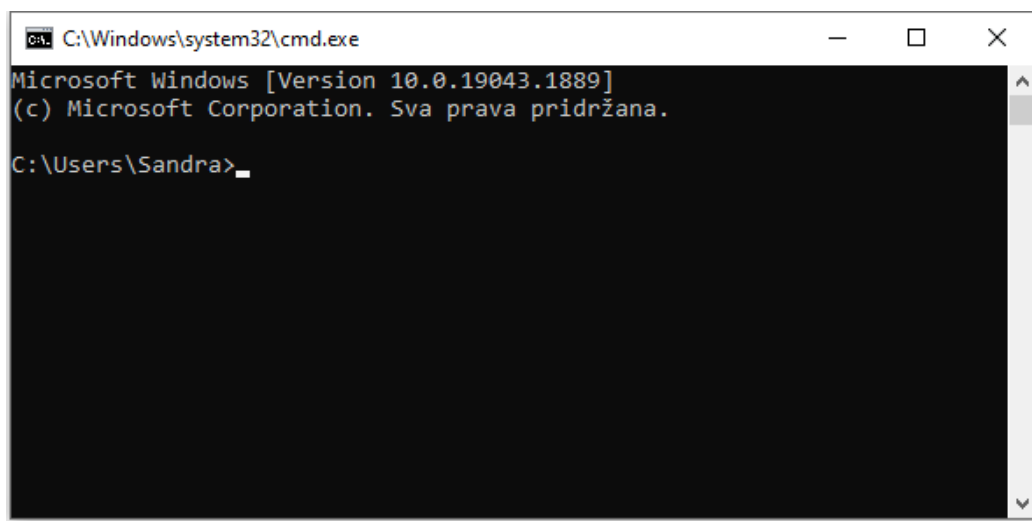 C:\Windows\system32\cmd.exe
Microsoft Windows [Version 10.0.19043.1889]
(c) Microsoft Corporation. Sva prava pridržana.
C:\Users\Sandra>